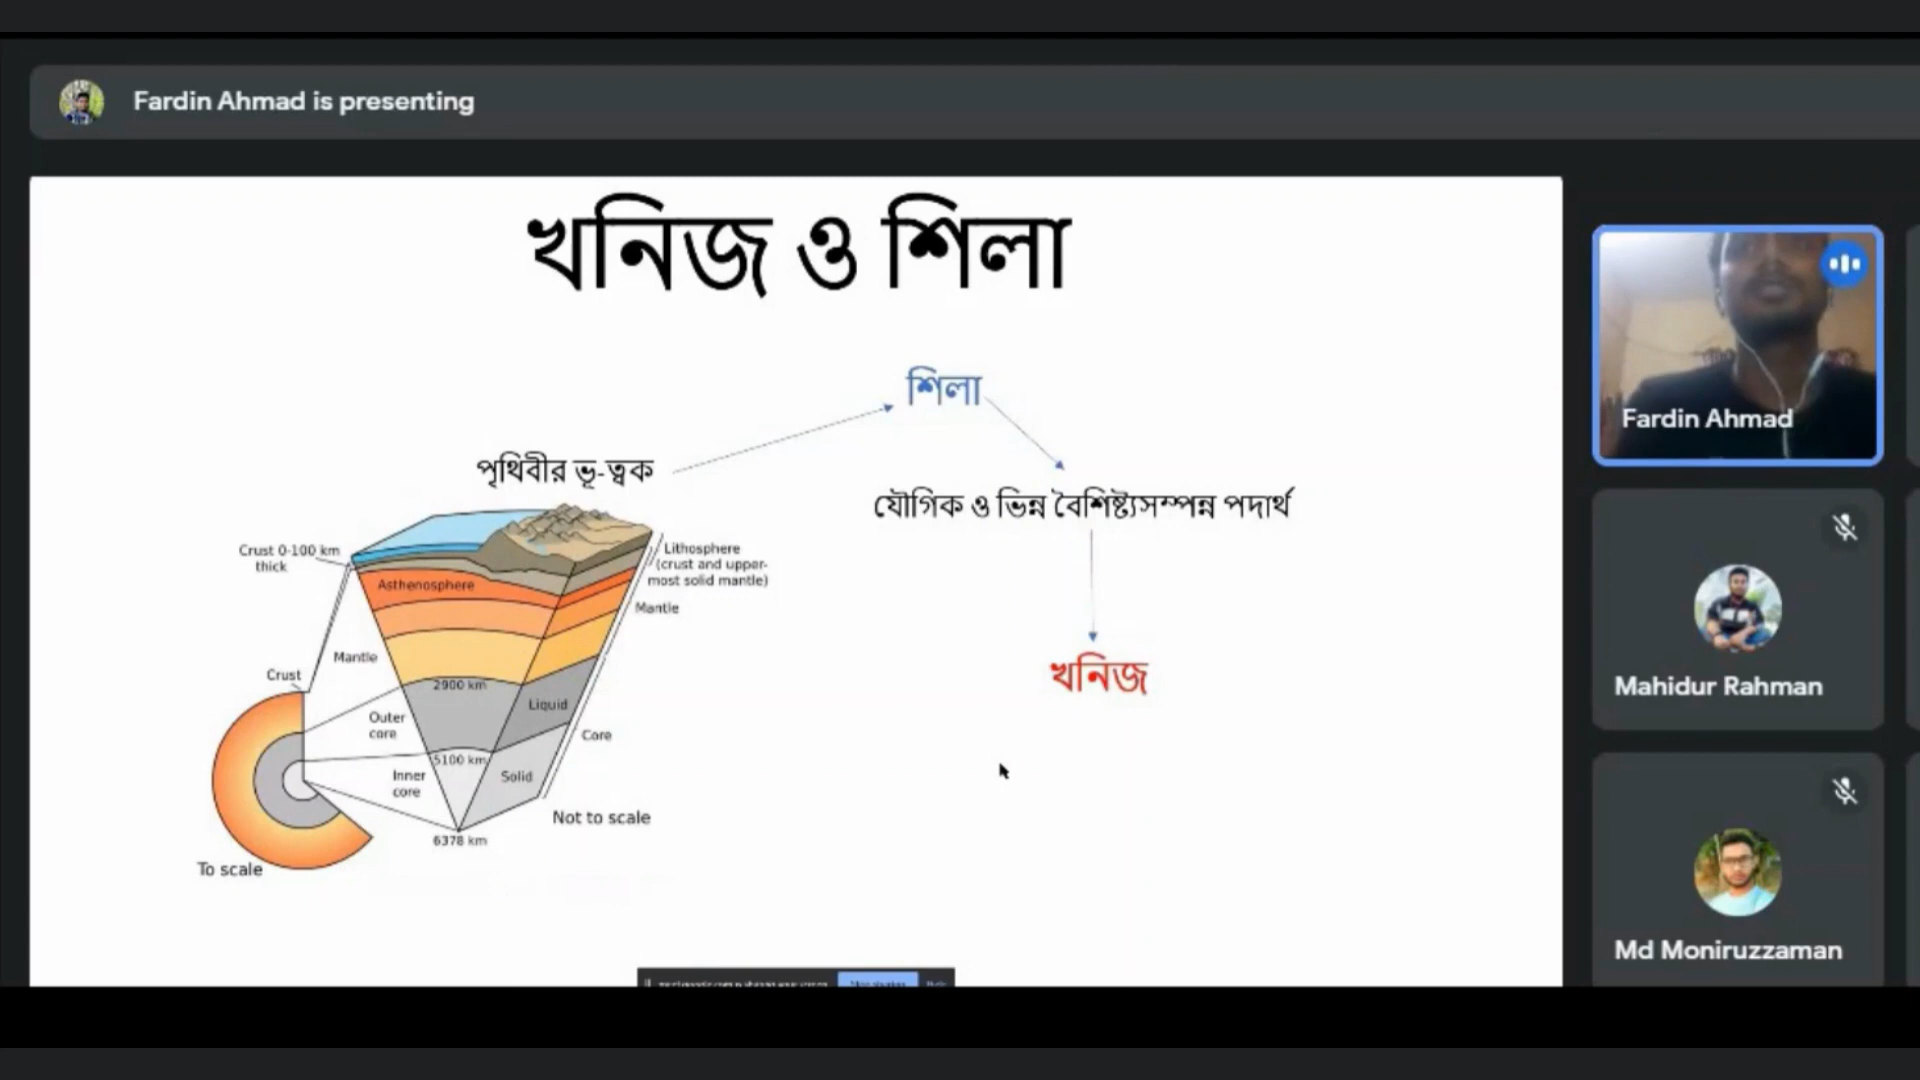 Fardin Ahmad is presenting
খনিজ ও শিলা
শিলা
পৃথিবীর ভূ-ত্বক
যৌগিক ও ভিন্ন বৈশিষ্ট্যসম্পন্ন পদার্থ
খনিজ
Crust 0-100 km
thick
Asthenosphere
Lithosphere
(crust and upper-
most solid mantle)
Mantle
Mantle
Crust
2900 km
Outer
core
Liquid
Core
5100 km
Inner
core
Solid
Not to scale
6378 km
To scale
Fardin Ahmad
Mahidur Rahman
Md Moniruzzaman